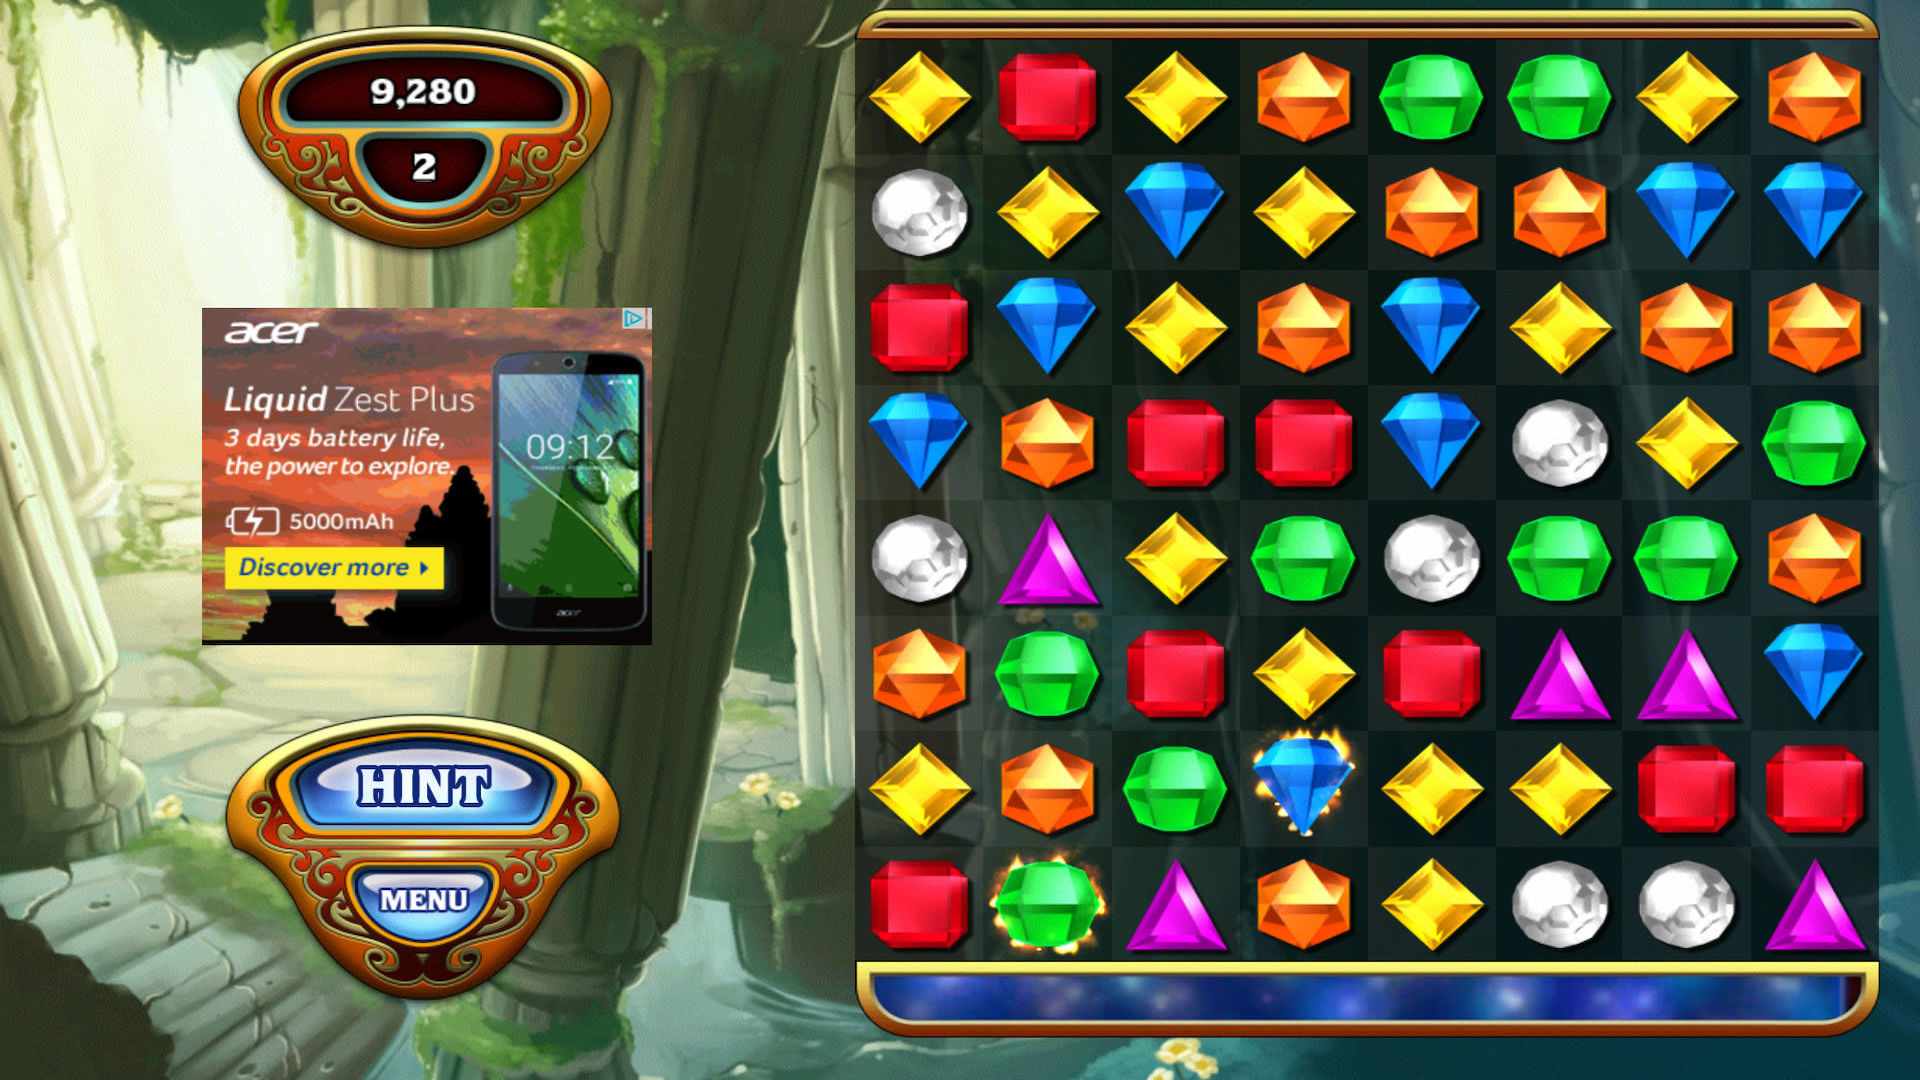 9,280
2
acer
Liquid Zest Plus
3 days battery life,
the power to explore.
5000mAh
Discover more
09:12
acer
HINT
MENU